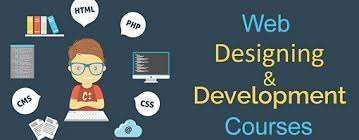 HTML
PHP
CMS
CSS
Web
Designing
&
Development
Courses